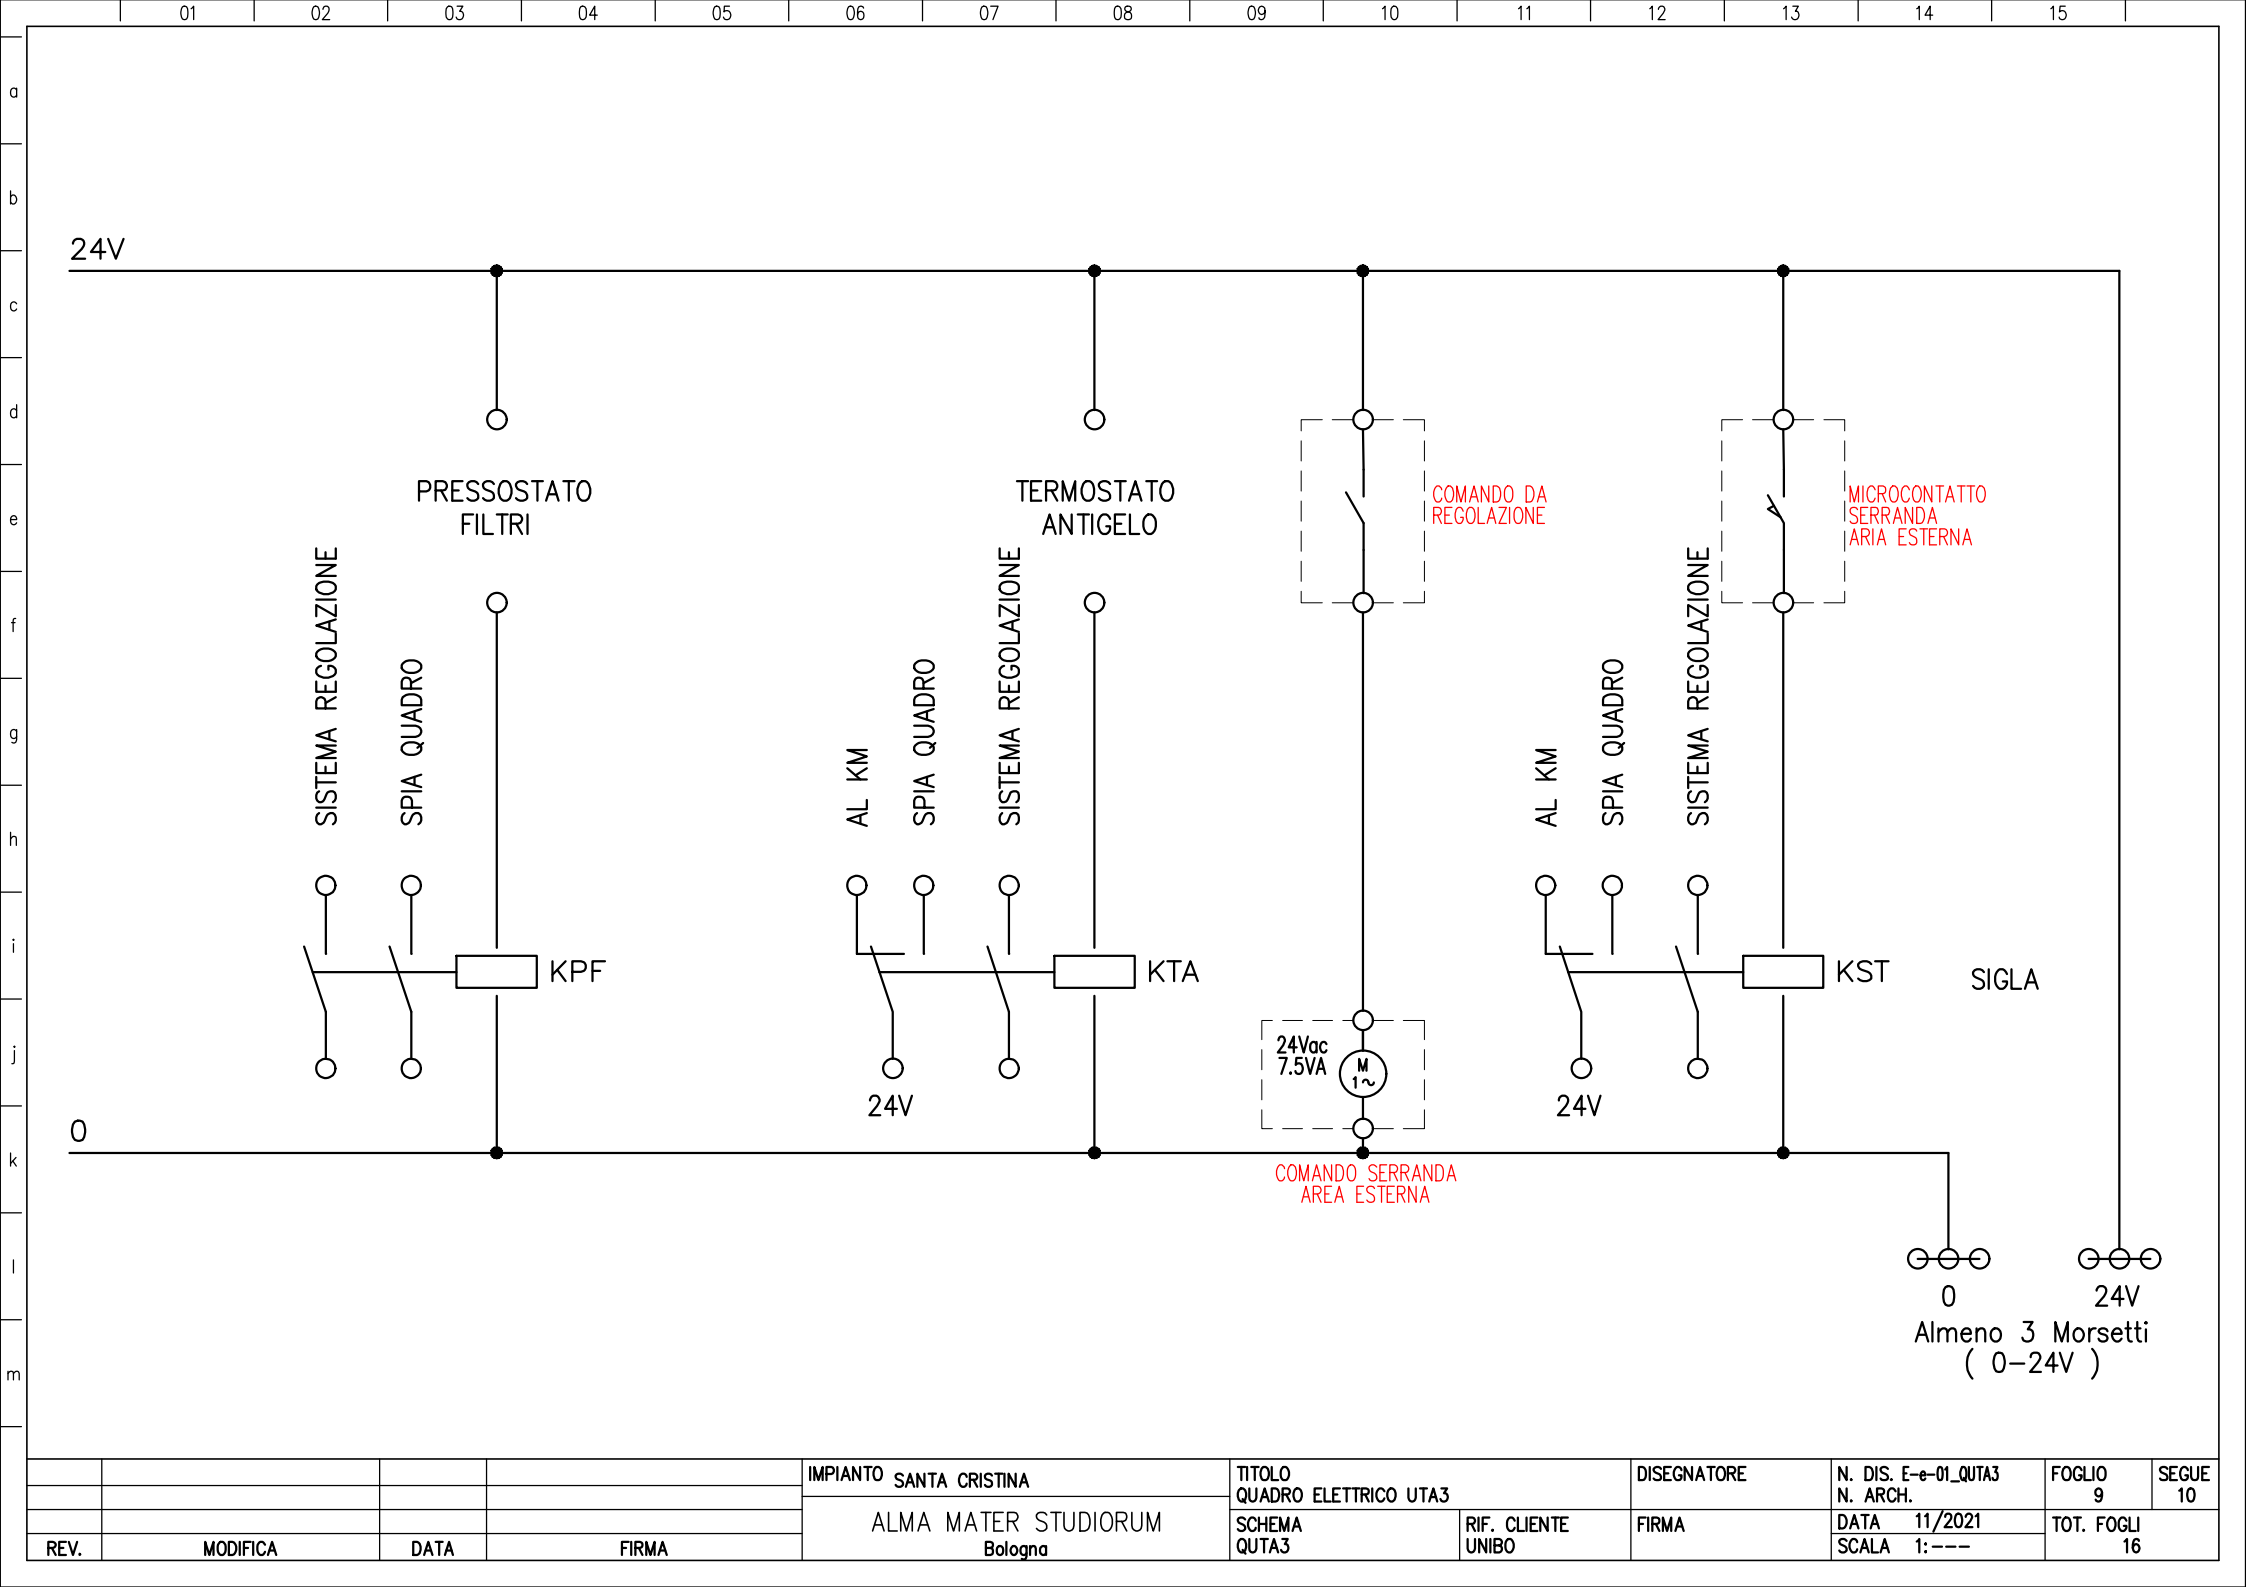 01 02 03 04 05 06 07 08 09 10 11 12 13 14 15
a
b
c
d
e
f
g
h
i
j
k
l
m
24V
PRESSOSTATO
FILTRI
TERMOSTATO
ANTIGELO
COMANDO DA
REGOLAZIONE
MICROCONTATTO
SERRANDA
ARIA ESTERNA
SISTEMA REGOLAZIONE
SPIA QUADRO
AL KM
SPIA QUADRO
SISTEMA REGOLAZIONE
AL KM
SPIA QUADRO
SISTEMA REGOLAZIONE
KPF
KTA
KST
SIGLA
24Vac
7.5VA
M
1~
24V
24V
0
COMANDO SERRANDA
AREA ESTERNA
0
24V
Almeno 3 Morsetti
( 0-24V )
REV.
MODIFICA
DATA
FIRMA
IMPIANTO SANTA CRISTINA
ALMA MATER STUDIORUM
Bologna
TITOLO
QUADRO ELETTRICO UTA3
SCHEMA
QUTA3
RIF. CLIENTE
UNIBO
DISEGNATORE
FIRMA
N. DIS. E-e-01_QUTA3
N. ARCH.
DATA 11/2021
SCALA 1:---
FOGLIO
9
SEGUE
10
TOT. FOGLI
16